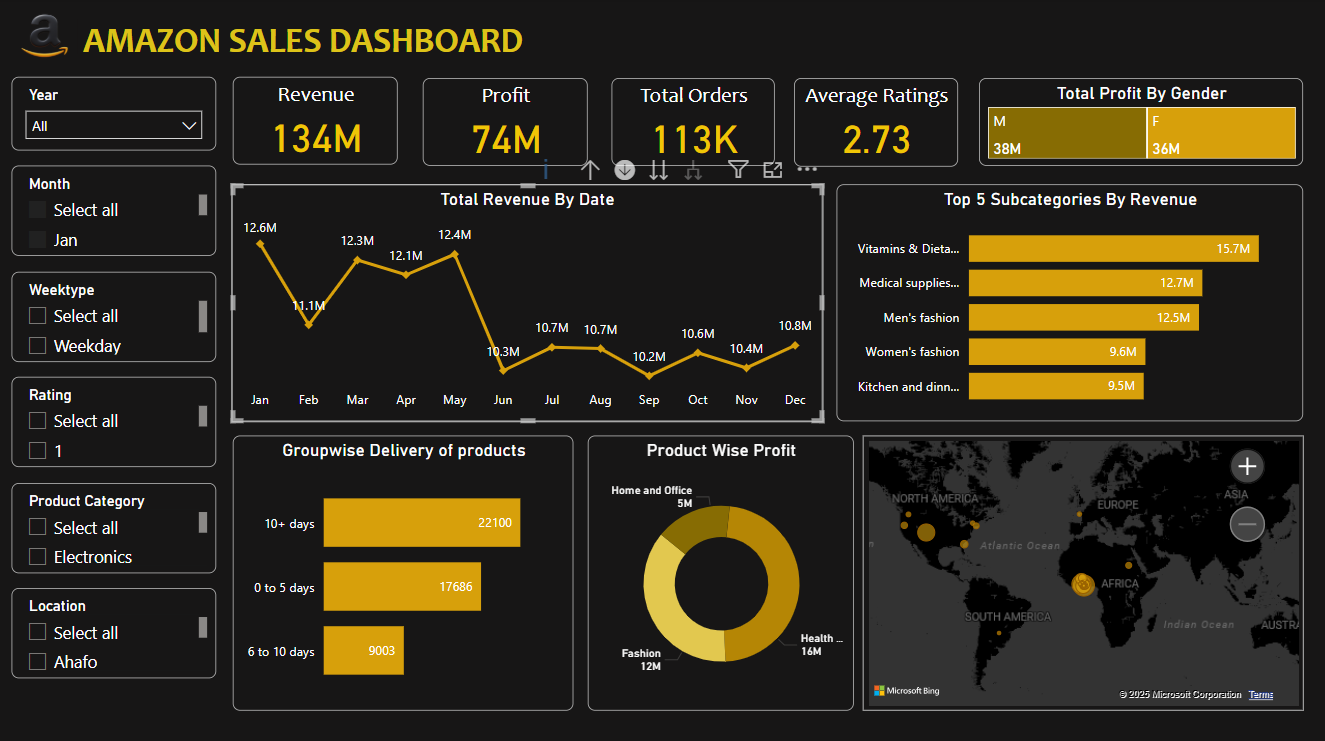 AMAZON SALES DASHBOARD
Year
All
Month
Select all
Jan
Weektype
Select all
Weekday
Rating
Select all
1
Product Category
Select all
Electronics
Location
Select all
Ahafo
Revenue
134M
Profit
74M
Total Orders
113K
Average Ratings
2.73
Total Profit By Gender
M
38M
F
36M
Total Revenue By Date
12.6M
11.1M
12.3M
12.1M
12.4M
10.3M
10.7M
10.7M
10.2M
10.6M
10.4M
10.8M
Jan Feb Mar Apr May Jun Jul Aug Sep Oct Nov Dec
Top 5 Subcategories By Revenue
Vitamins & Dieta... 15.7M
Medical supplies... 12.7M
Men's fashion 12.5M
Women's fashion 9.6M
Kitchen and dinn... 9.5M
Groupwise Delivery of products
10+ days 22100
0 to 5 days 17686
6 to 10 days 9003
Product Wise Profit
Home and Office
5M
Health ...
16M
Fashion
12M
NORTH AMERICA
EUROPE
ASIA
Atlantic Ocean
AFRICA
SOUTH AMERICA
Indian Ocean
AUSTRA
Microsoft Bing
© 2025 Microsoft Corporation Terms